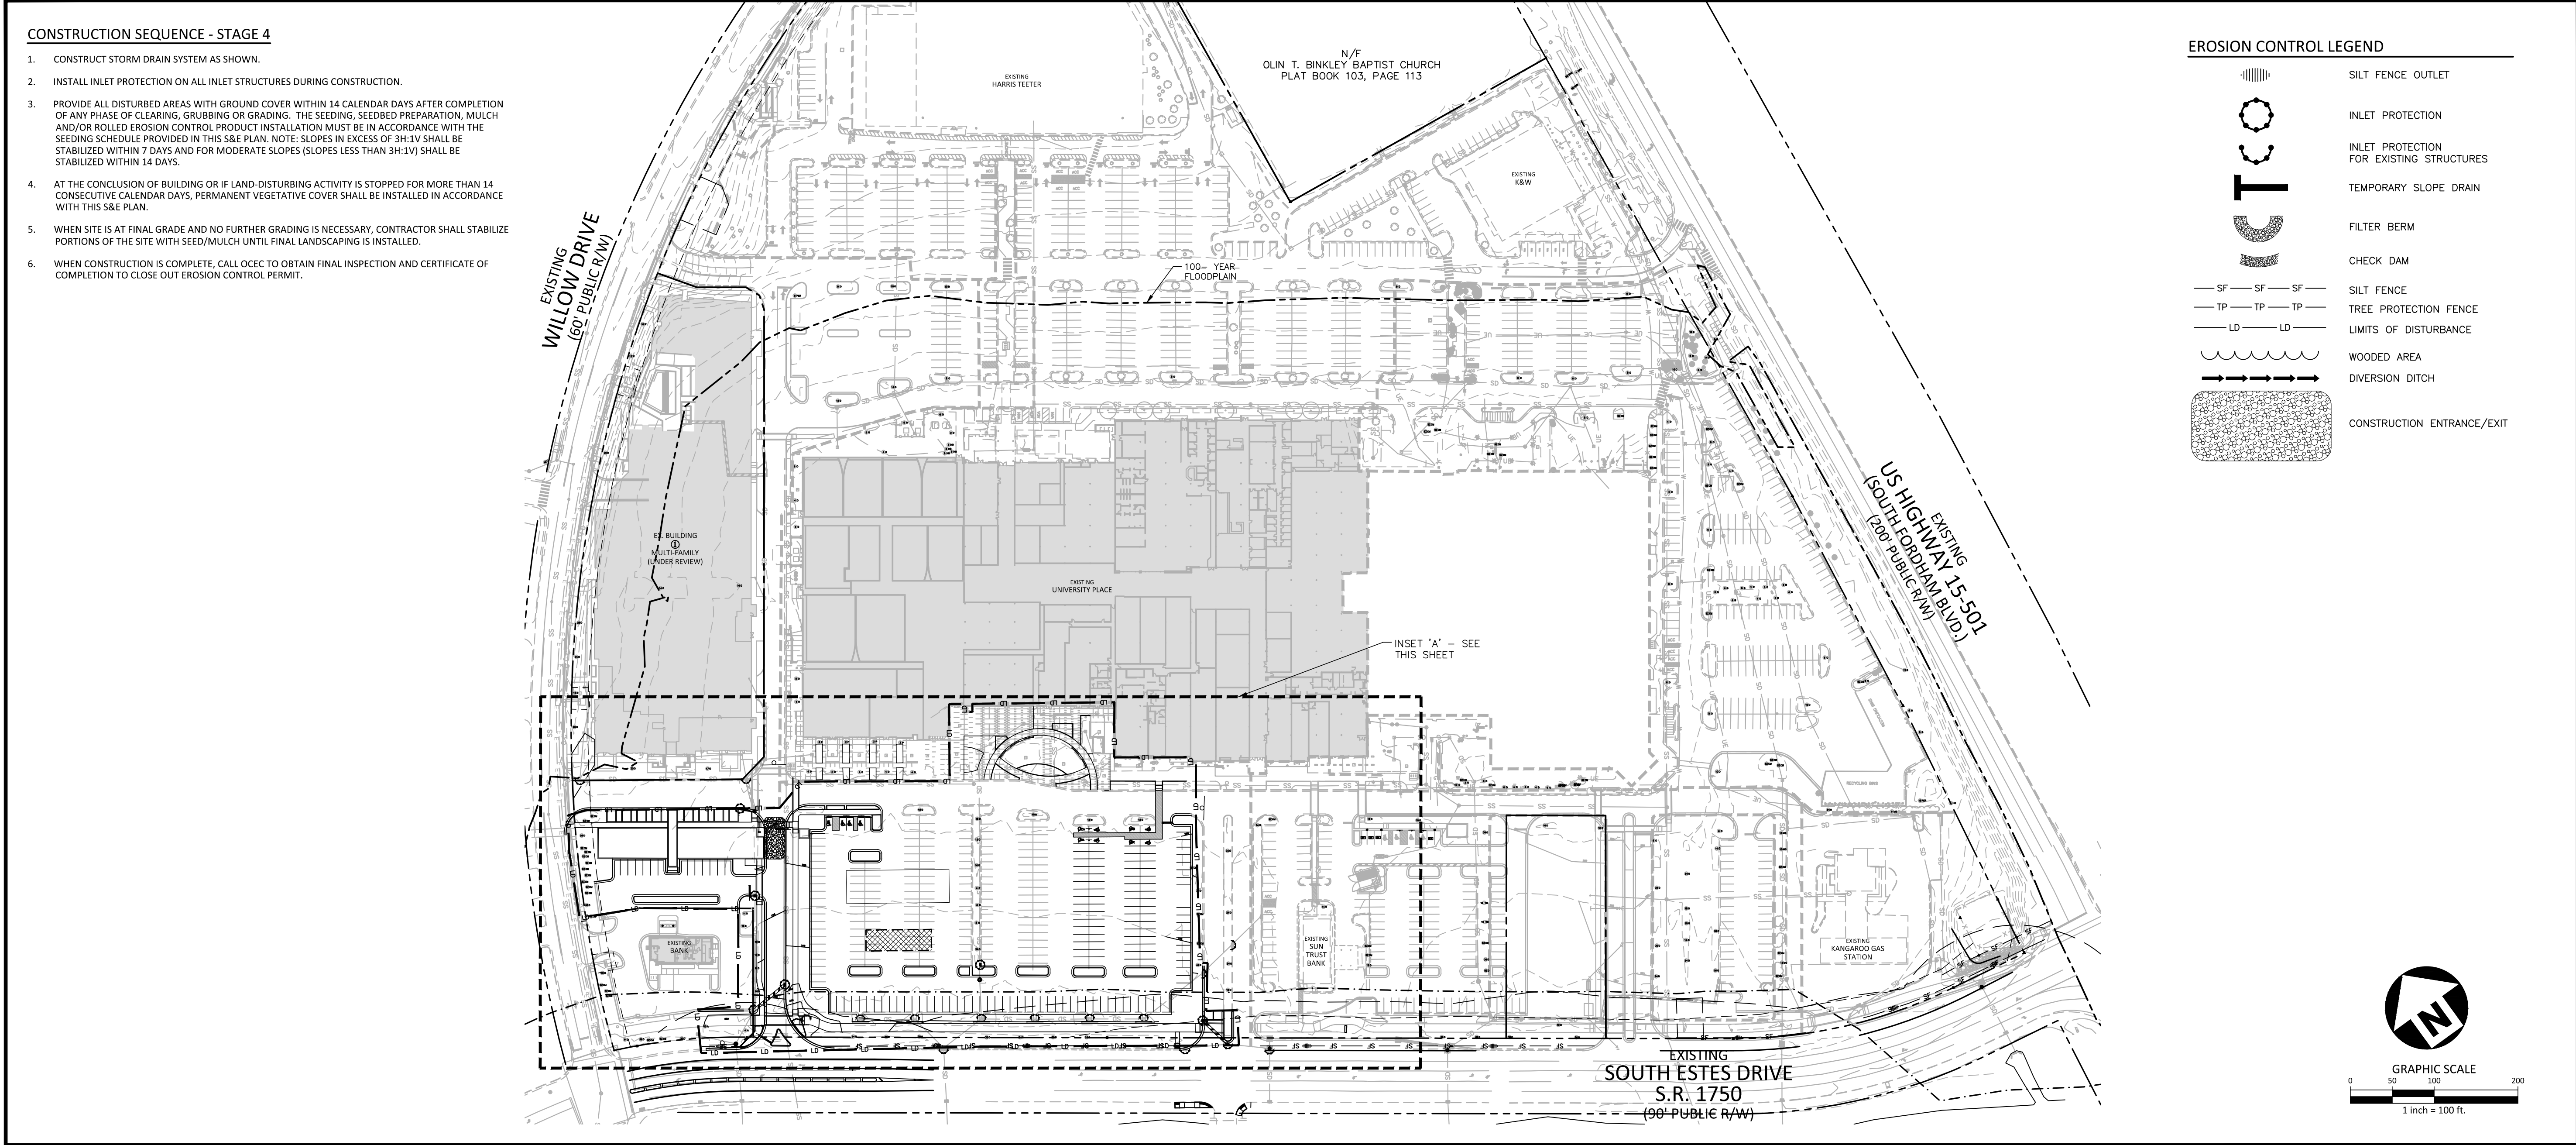 CONSTRUCTION SEQUENCE - STAGE 4
1. CONSTRUCT STORM DRAIN SYSTEM AS SHOWN.
2. INSTALL INLET PROTECTION ON ALL INLET STRUCTURES DURING CONSTRUCTION.
3. PROVIDE ALL DISTURBED AREAS WITH GROUND COVER WITHIN 14 CALENDAR DAYS AFTER COMPLETION
OF ANY PHASE OF CLEARING, GRUBBING OR GRADING. THE SEEDING, SEEDBED PREPARATION, MULCH
AND/OR ROLLED EROSION CONTROL PRODUCT INSTALLATION MUST BE IN ACCORDANCE WITH THE
SEEDING SCHEDULE PROVIDED IN THIS S&E PLAN. NOTE: SLOPES IN EXCESS OF 3H:1V SHALL BE
STABILIZED WITHIN 7 DAYS AND FOR MODERATE SLOPES (SLOPES LESS THAN 3H:1V) SHALL BE
STABILIZED WITHIN 14 DAYS.
4. AT THE CONCLUSION OF BUILDING OR IF LAND-DISTURBING ACTIVITY IS STOPPED FOR MORE THAN 14
CONSECUTIVE CALENDAR DAYS, PERMANENT VEGETATIVE COVER SHALL BE INSTALLED IN ACCORDANCE
WITH THIS S&E PLAN.
5. WHEN SITE IS AT FINAL GRADE AND NO FURTHER GRADING IS NECESSARY, CONTRACTOR SHALL STABILIZE
PORTIONS OF THE SITE WITH SEED/MULCH UNTIL FINAL LANDSCAPING IS INSTALLED.
6. WHEN CONSTRUCTION IS COMPLETE, CALL OCEC TO OBTAIN FINAL INSPECTION AND CERTIFICATE OF
COMPLETION TO CLOSE OUT EROSION CONTROL PERMIT.
EXISTING
HARRIS TEETER
N/F
OLIN T. BINKLEY BAPTIST CHURCH
PLAT BOOK 103, PAGE 113
EXISTING
K&W
EXISTING
WILLOW DRIVE
(60' PUBLIC R/W)
100- YEAR
FLOODPLAIN
EX. BUILDING
1
MULTI-FAMILY
(UNDER REVIEW)
EXISTING
UNIVERSITY PLACE
INSET 'A' - SEE
THIS SHEET
EXISTING
US HIGHWAY 15-501
(SOUTH FORDHAM BLVD.)
(200' PUBLIC R/W)
RECYCLING BINS
EXISTING
BANK
EXISTING
SUN
TRUST
BANK
EXISTING
KANGAROO GAS
STATION
EXISTING
SOUTH ESTES DRIVE
S.R. 1750
(90' PUBLIC R/W)
EROSION CONTROL LEGEND
SILT FENCE OUTLET
INLET PROTECTION
INLET PROTECTION
FOR EXISTING STRUCTURES
TEMPORARY SLOPE DRAIN
FILTER BERM
CHECK DAM
SF SF SF SILT FENCE
TP TP TP TREE PROTECTION FENCE
LD LD LIMITS OF DISTURBANCE
WOODED AREA
DIVERSION DITCH
CONSTRUCTION ENTRANCE/EXIT
N
GRAPHIC SCALE
0 50 100 200
1 inch = 100 ft.